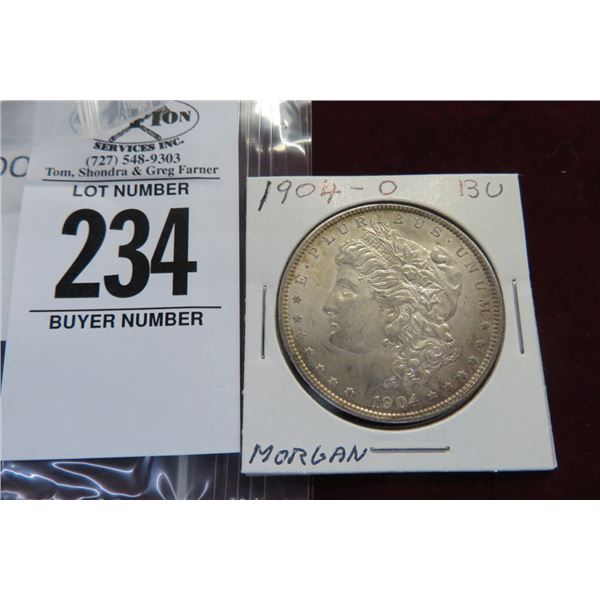 SERVICES INC.
(727) 548-9303
Tom, Shondra & Greg Farner
LOT NUMBER
234
BUYER NUMBER
1904-O BU
E·PLURIBUS·UNUM·
1904
MORGAN